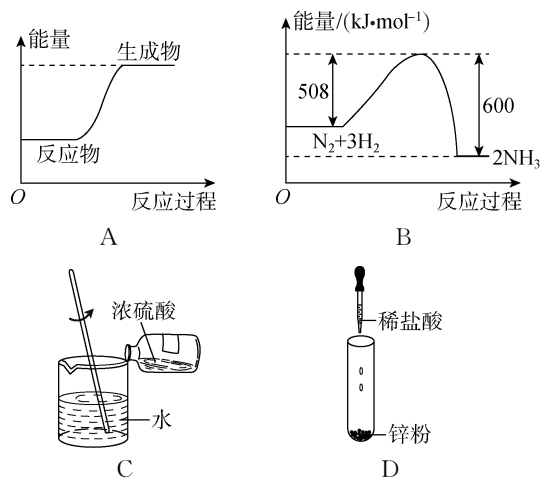 能量
生成物
反应物
O
反应过程
A
能量/(kJ•mol⁻¹)
508
600
N₂+3H₂
2NH₃
O
反应过程
B
浓硫酸
水
C
稀盐酸
锌粉
D